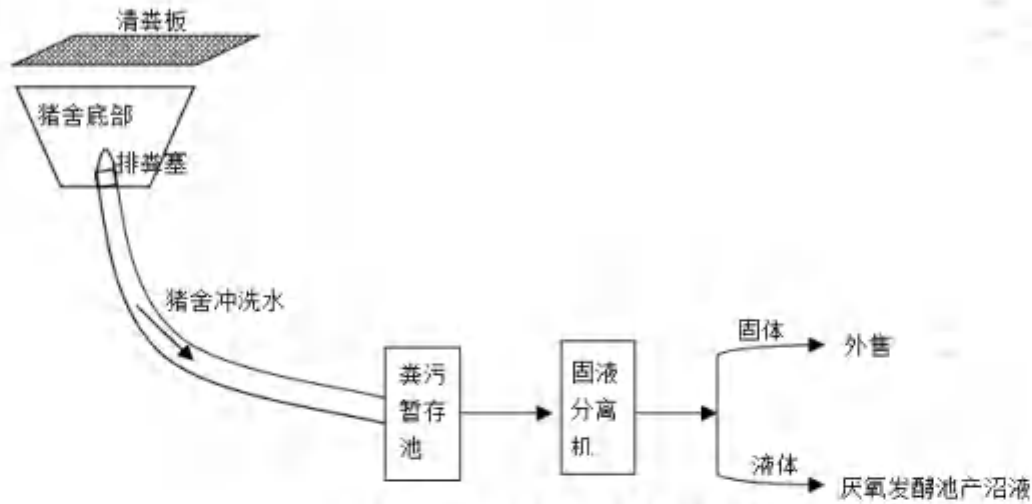 清粪板
猪舍底部
排粪塞
猪舍冲洗水
粪污
暂存
池
固液
分离
机
固体
外售
液体
厌氧发酵池产沼液